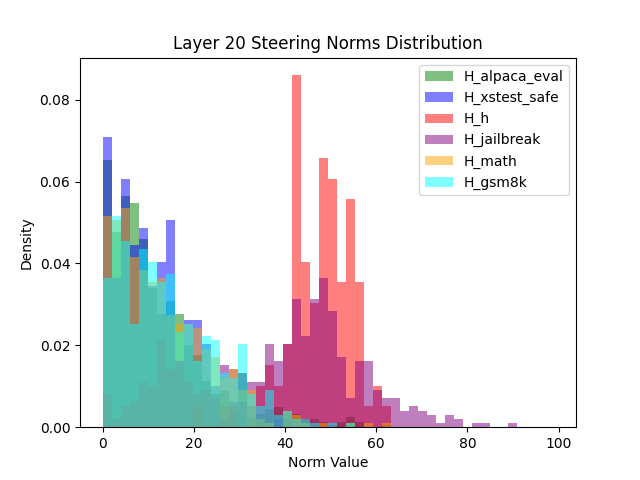 Layer 20 Steering Norms Distribution
H_alpaca_eval
H_xstest_safe
H_h
H_jailbreak
H_math
H_gsm8k
Density
0.08
0.06
0.04
0.02
0.00
0
20
40
60
80
100
Norm Value